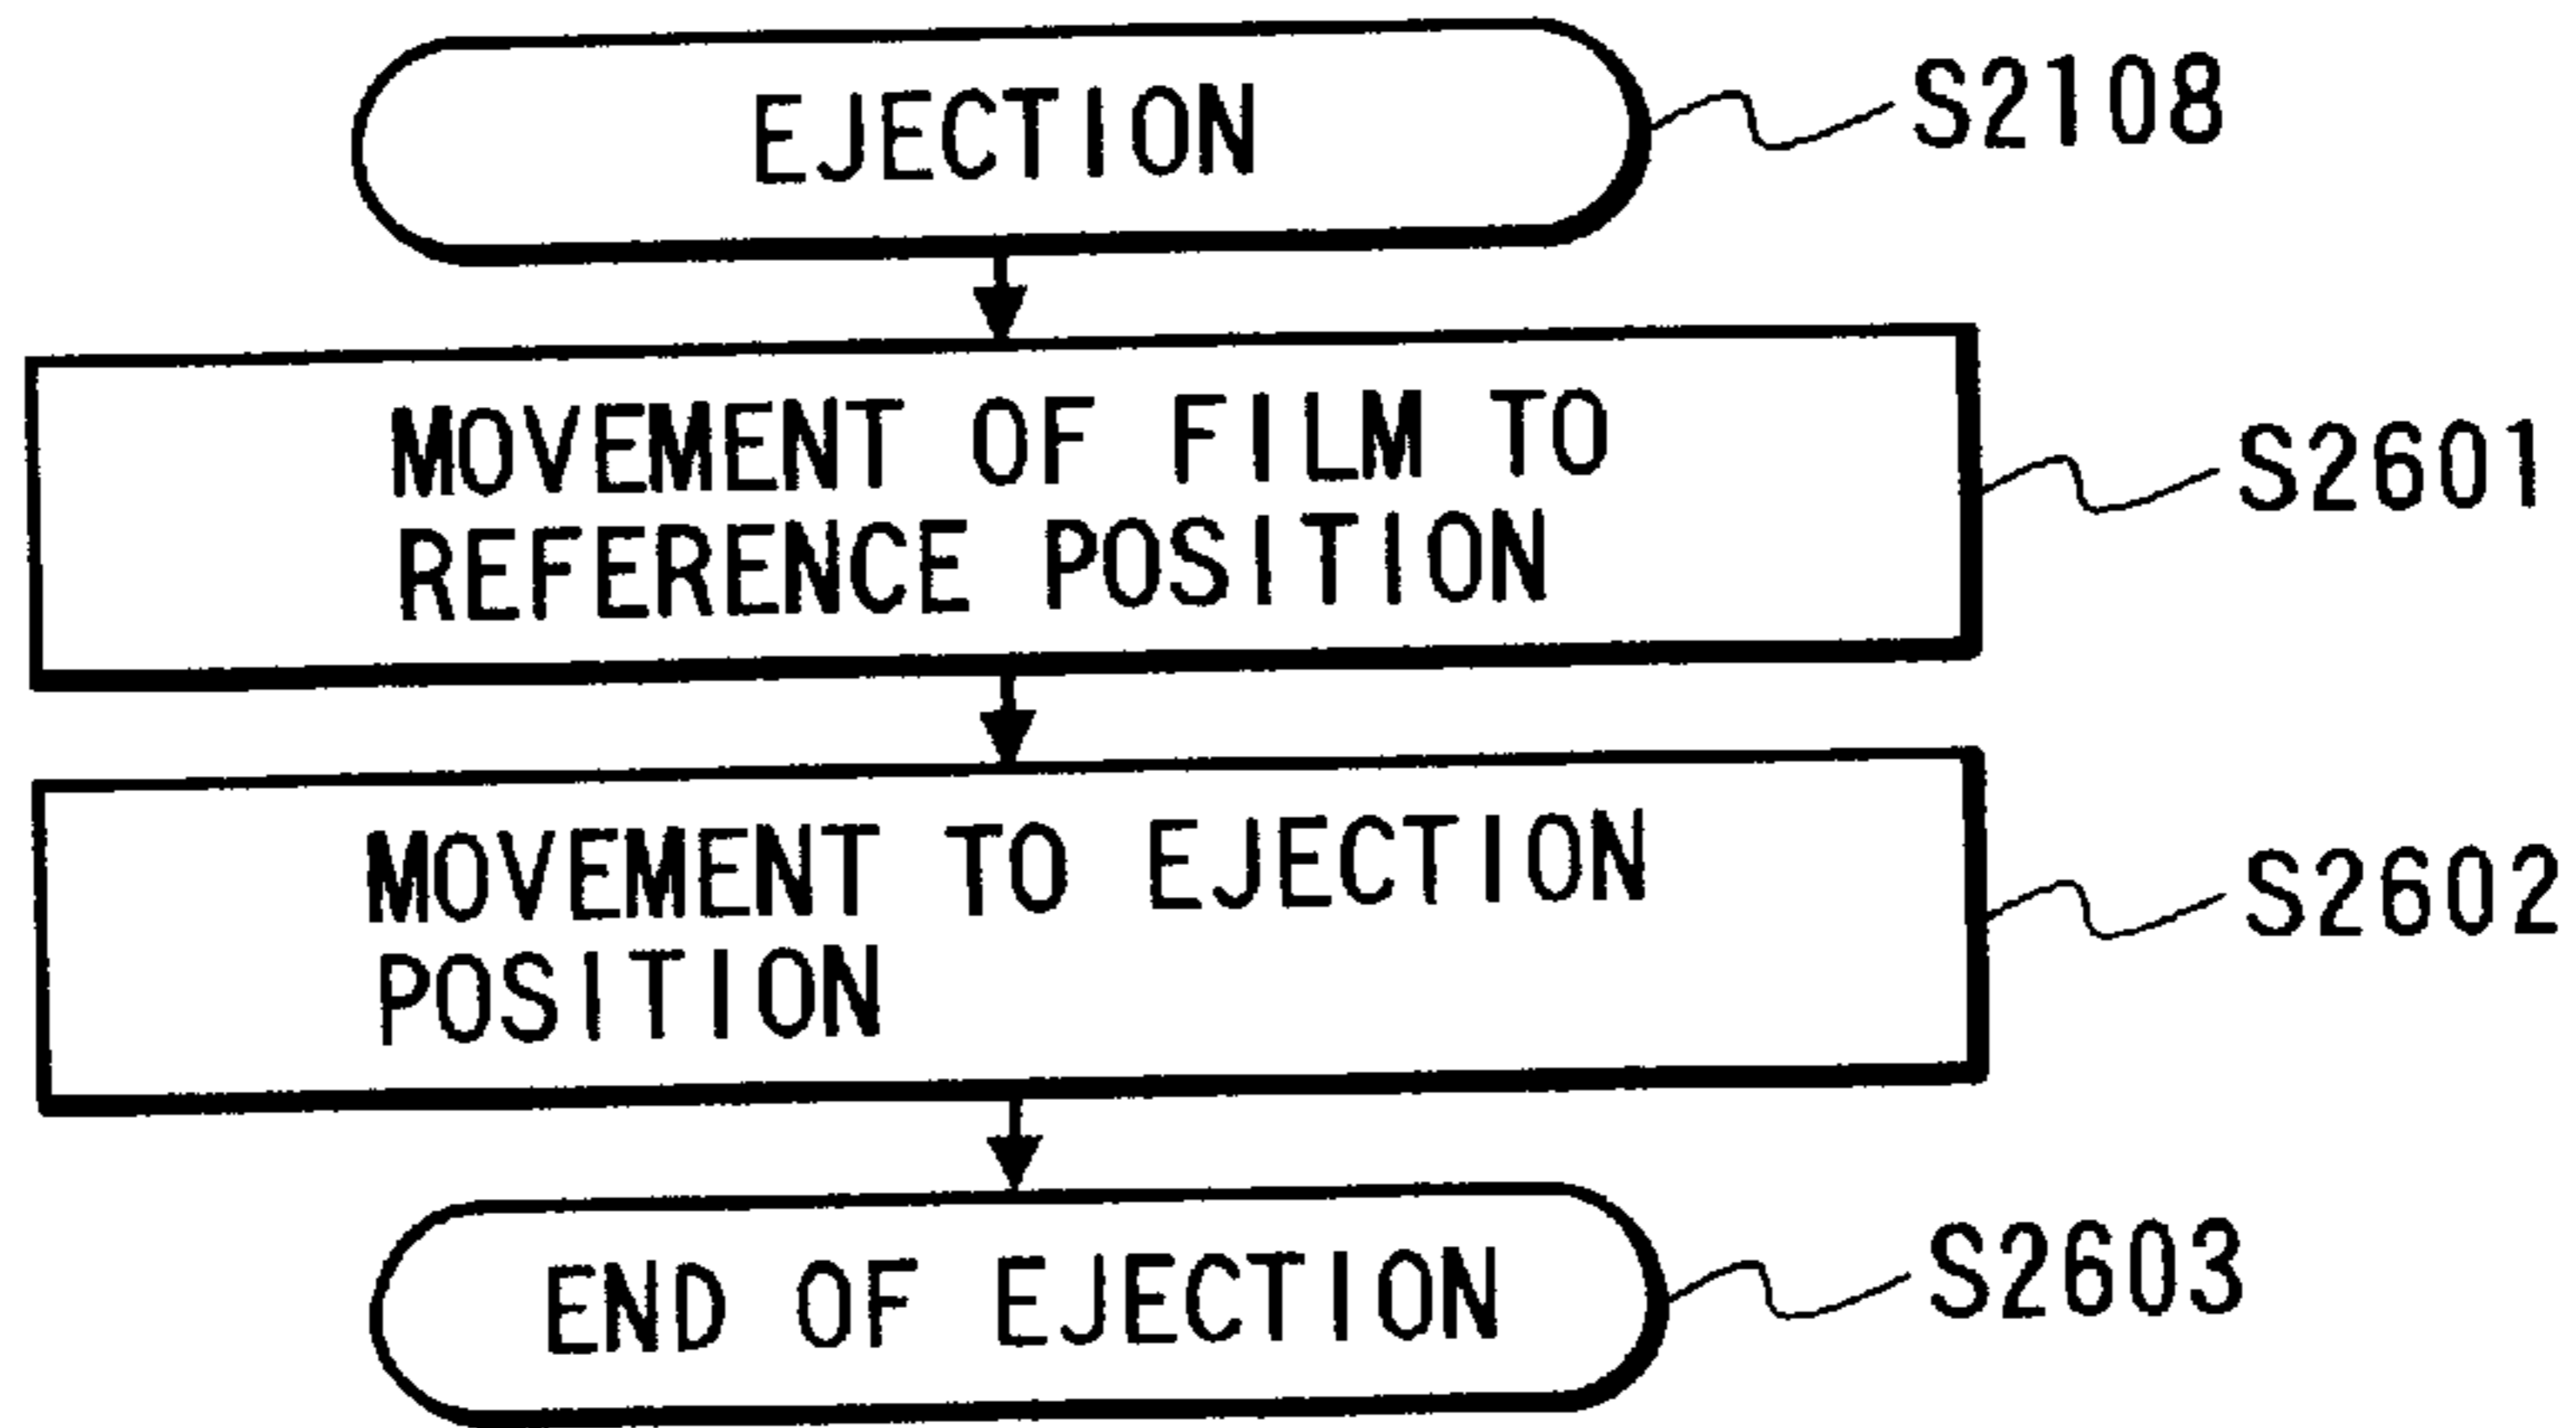 EJECTION
S2108
MOVEMENT OF FILM TO
REFERENCE POSITION
S2601
MOVEMENT TO EJECTION
POSITION
S2602
END OF EJECTION
S2603